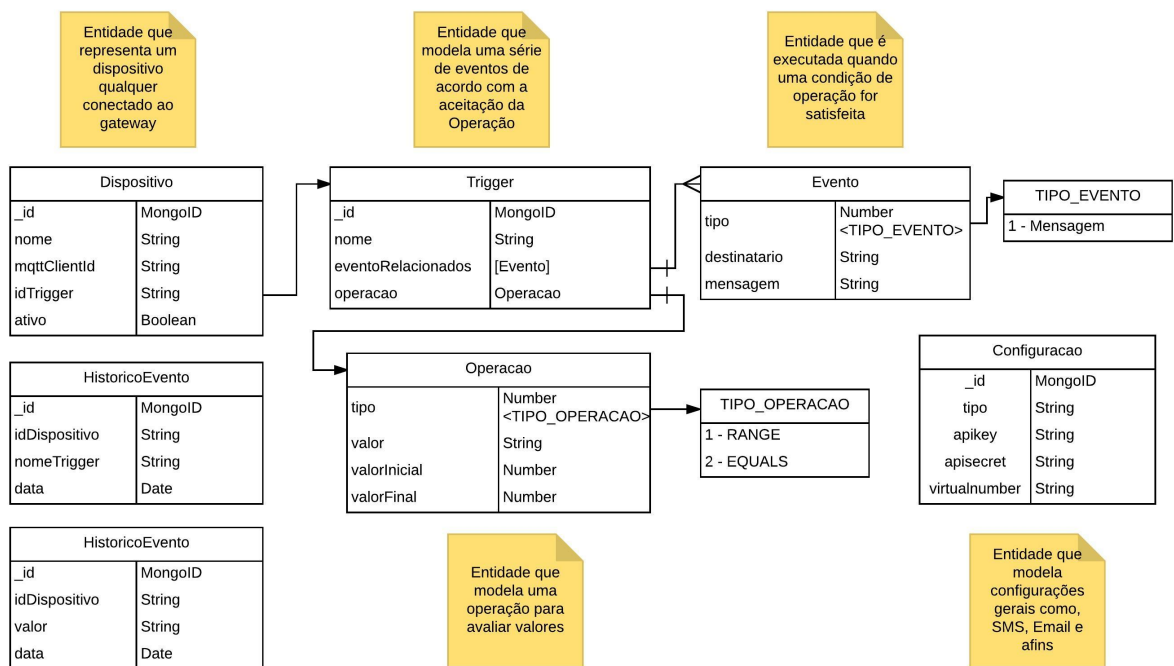 Entidade que
representa um
dispositivo
qualquer
conectado ao
gateway
Entidade que
modela uma série
de eventos de
acordo com a
aceitação da
Operação
Entidade que é
executada quando
uma condição de
operação for
satisfeita
Dispositivo
_id MongoID
nome String
mqttClientId String
idTrigger String
ativo Boolean
Trigger
_id MongoID
nome String
eventoRelacionados [Evento]
operacao Operacao
Evento
tipo Number
<TIPO_EVENTO>
destinatario String
mensagem String
TIPO_EVENTO
1 - Mensagem
HistoricoEvento
_id MongoID
idDispositivo String
nomeTrigger String
data Date
Operacao
tipo Number
<TIPO_OPERACAO>
valor String
valorInicial Number
valorFinal Number
TIPO_OPERACAO
1 - RANGE
2 - EQUALS
Configuracao
_id MongoID
tipo String
apikey String
apisecret String
virtualnumber String
HistoricoEvento
_id MongoID
idDispositivo String
valor String
data Date
Entidade que
modela uma
operação para
avaliar valores
Entidade que
modela
configurações
gerais como,
SMS, Email e
afins